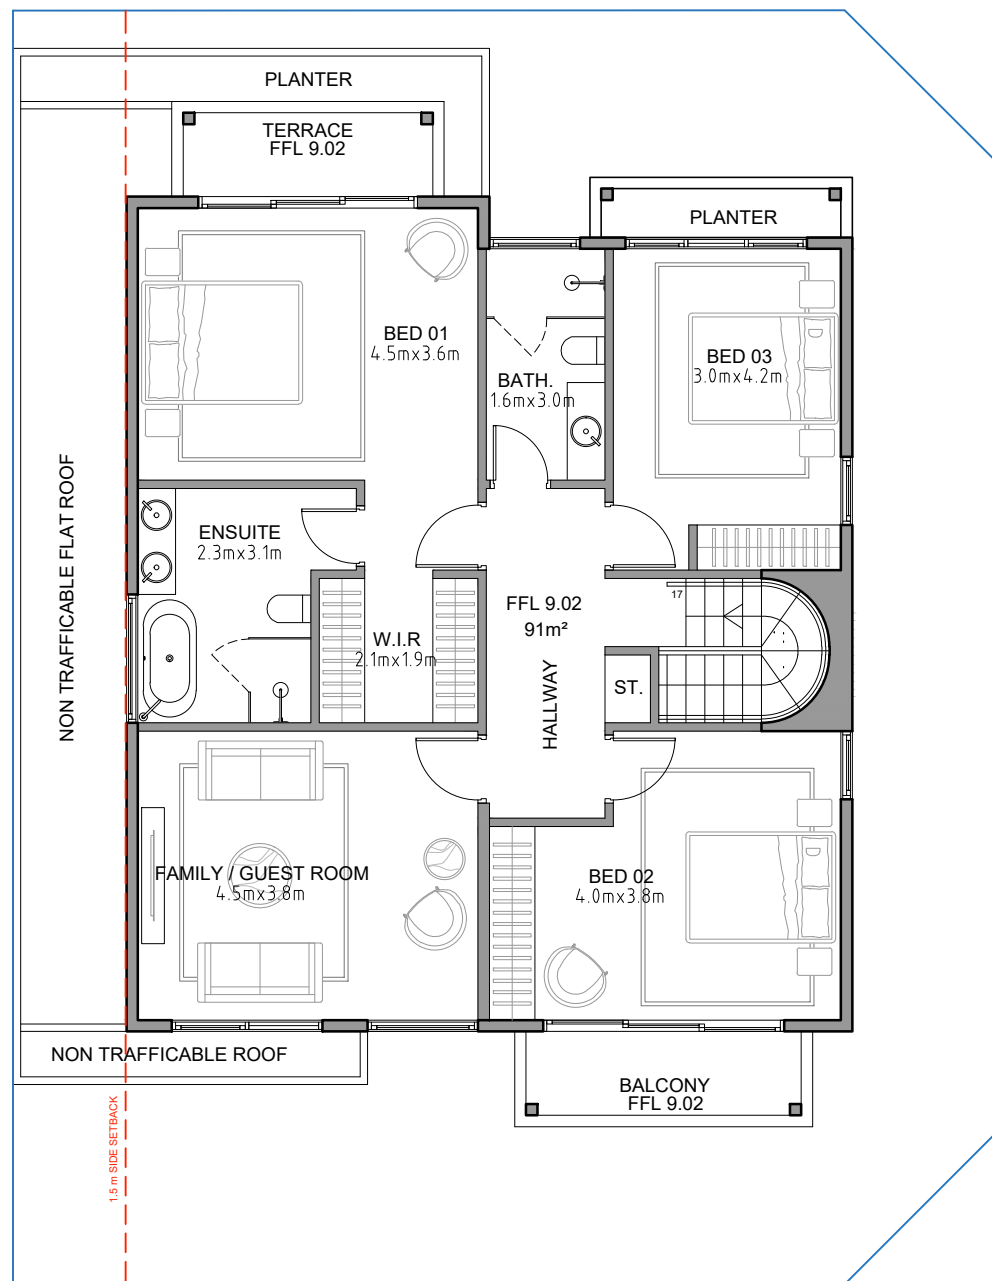 PLANTER
TERRACE
FFL 9.02
PLANTER
BED 01
4.5mx3.6m
BED 03
3.0mx4.2m
BATH.
1.6mx3.0m
NON TRAFFICABLE FLAT ROOF
ENSUITE
2.3mx3.1m
FFL 9.02
91m²
17
W.I.R
2.1mx1.9m
ST.
HALLWAY
FAMILY / GUEST ROOM
4.5mx3.8m
BED 02
4.0mx3.8m
NON TRAFFICABLE ROOF
BALCONY
FFL 9.02
1.5 m SIDE SETBACK